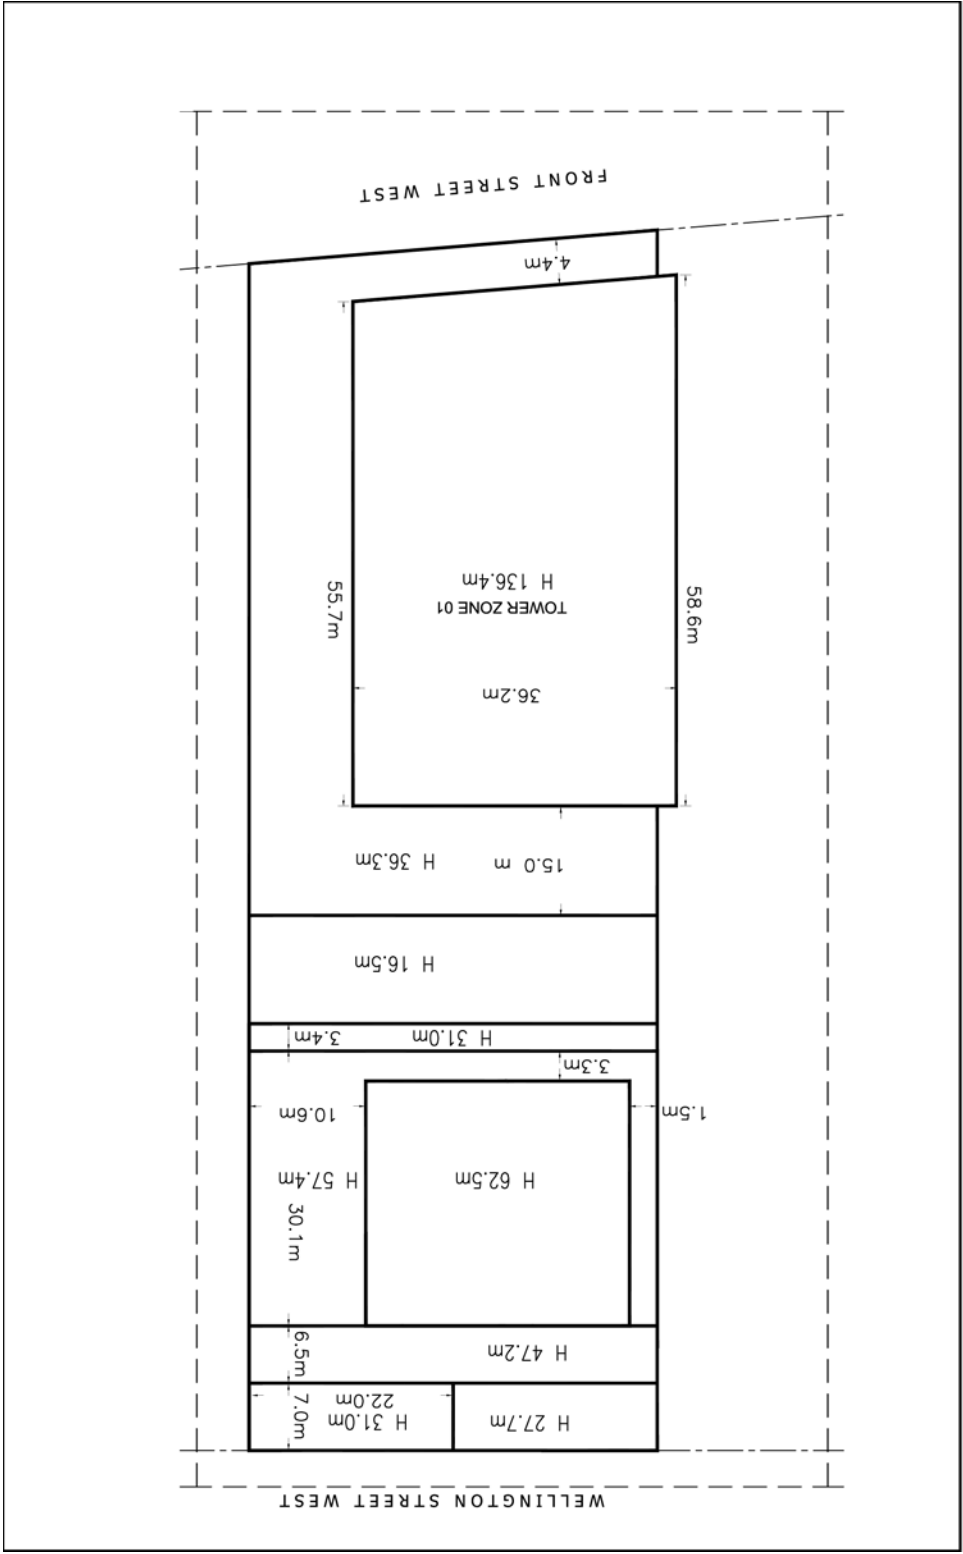 WELLINGTON STREET WEST
H 27.7m
H 31.0m
22.0m
7.0m
H 47.2m
6.5m
H 62.5m
H 57.4m
30.1m
1.5m
10.6m
3.3m
H 31.0m
3.4m
H 16.5m
15.0 m
H 36.3m
36.2m
TOWER ZONE 01
H 136.4m
58.6m
55.7m
4.4m
FRONT STREET WEST